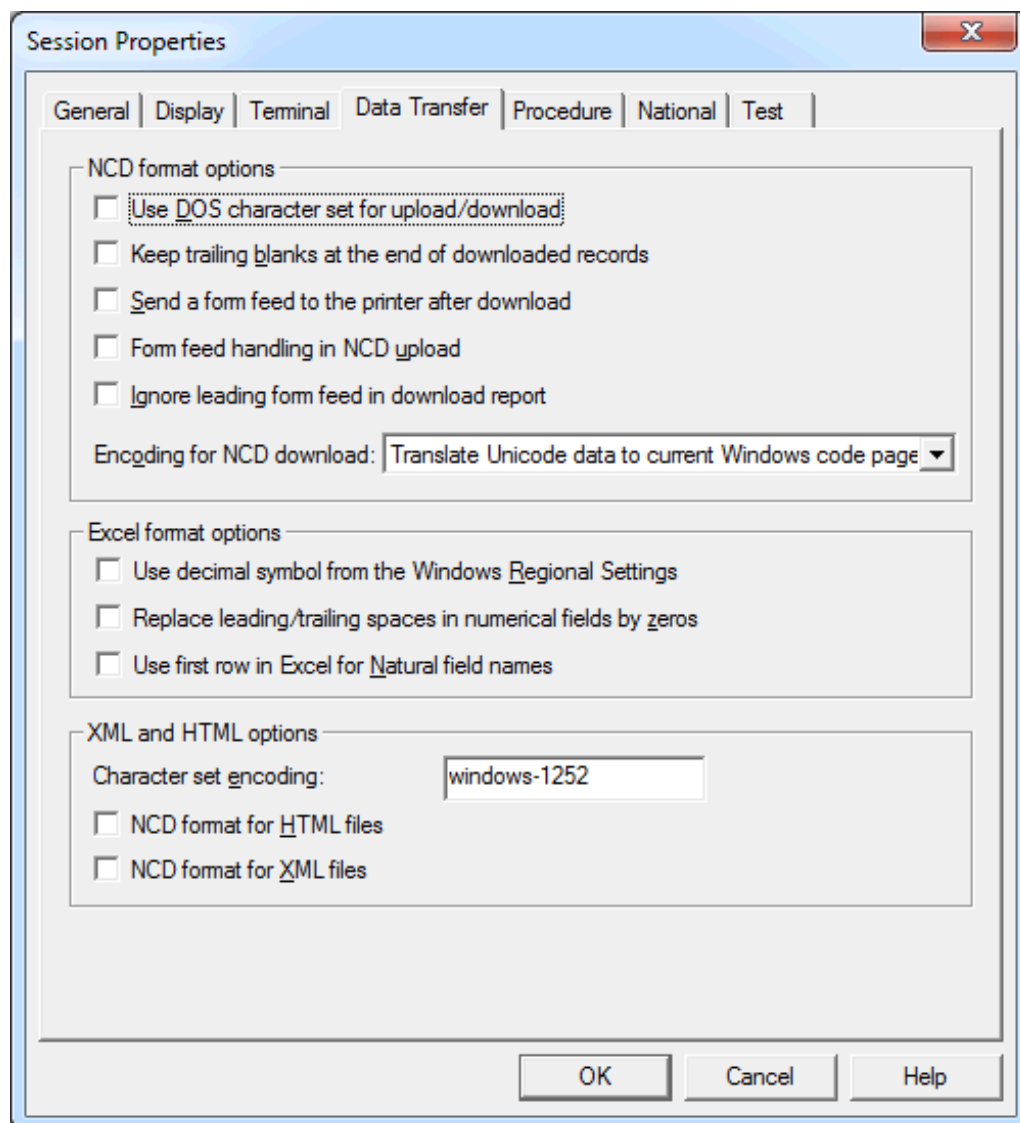 Session Properties
General Display Terminal Data Transfer Procedure National Test
NCD format options
Use DOS character set for upload/download
Keep trailing blanks at the end of downloaded records
Send a form feed to the printer after download
Form feed handling in NCD upload
Ignore leading form feed in download report
Encoding for NCD download: Translate Unicode data to current Windows code page
Excel format options
Use decimal symbol from the Windows Regional Settings
Replace leading/trailing spaces in numerical fields by zeros
Use first row in Excel for Natural field names
XML and HTML options
Character set encoding: windows-1252
NCD format for HTML files
NCD format for XML files
OK Cancel Help